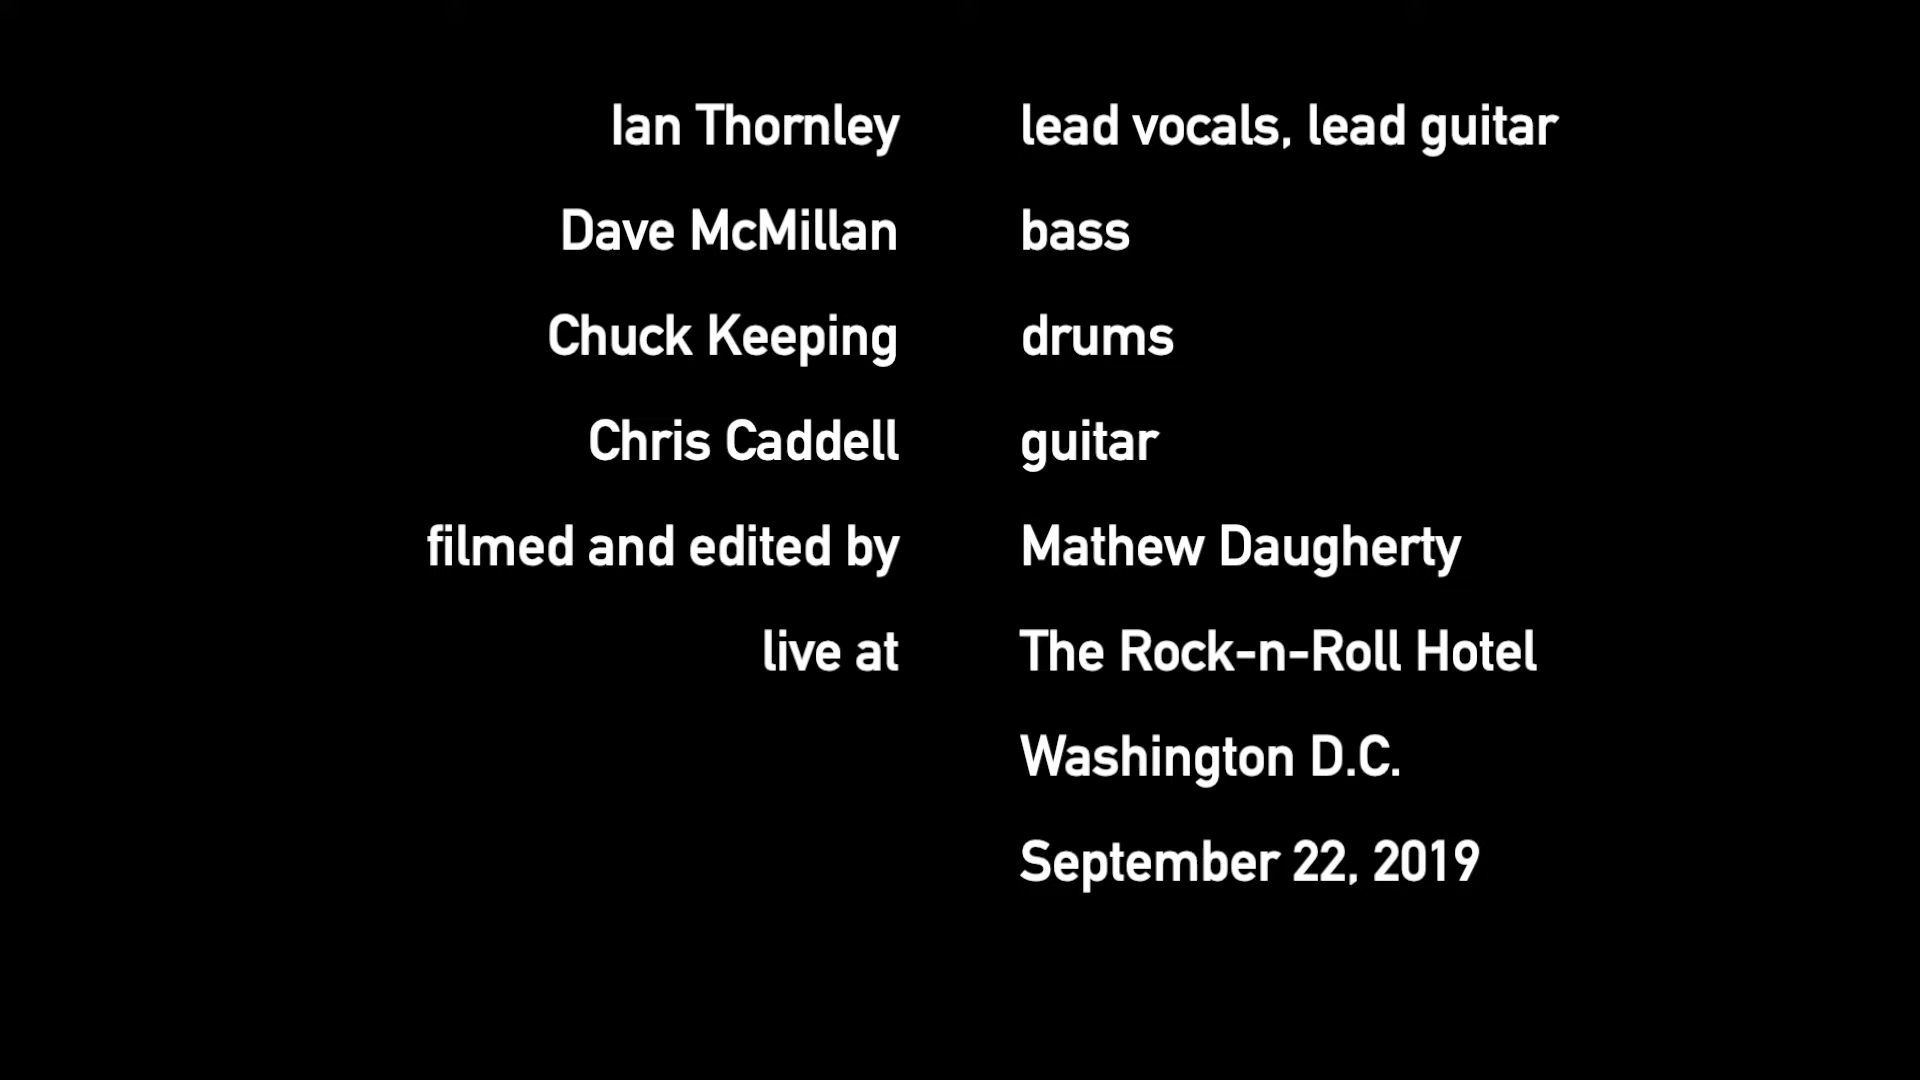 Ian Thornley lead vocals, lead guitar
Dave McMillan bass
Chuck Keeping drums
Chris Caddell guitar
filmed and edited by Mathew Daugherty
live at The Rock-n-Roll Hotel
Washington D.C.
September 22, 2019